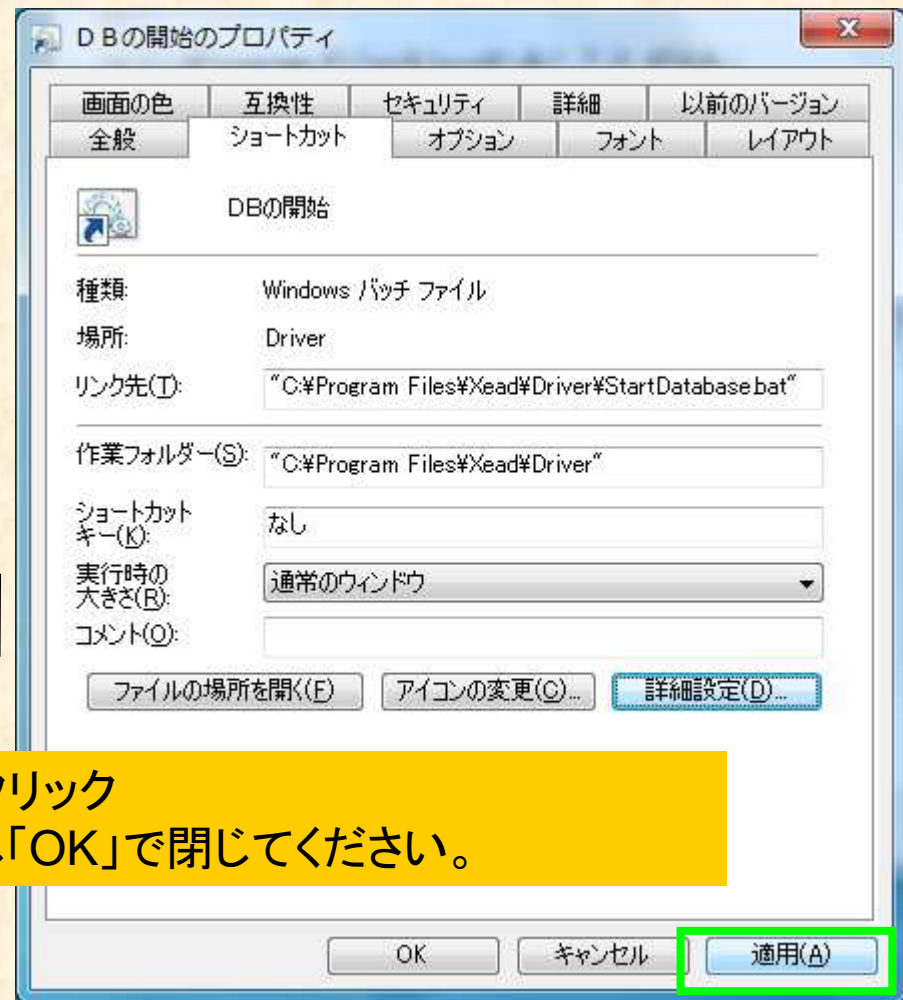 ＤＢの開始のプロパティ
画面の色 互換性 セキュリティ 詳細 以前のバージョン
全般 ショートカット オプション フォント レイアウト
DBの開始
種類: Windows バッチ ファイル
場所: Driver
リンク先(T): "C:¥Program Files¥Xead¥Driver¥StartDatabase.bat"
作業フォルダー(S): "C:¥Program Files¥Xead¥Driver"
ショートカット
キー(K): なし
実行時の
大きさ(R): 通常のウィンドウ
コメント(O):
ファイルの場所を開く(F) アイコンの変更(C)... 詳細設定(D)...
クリック
「OK」で閉じてください。
OK キャンセル 適用(A)